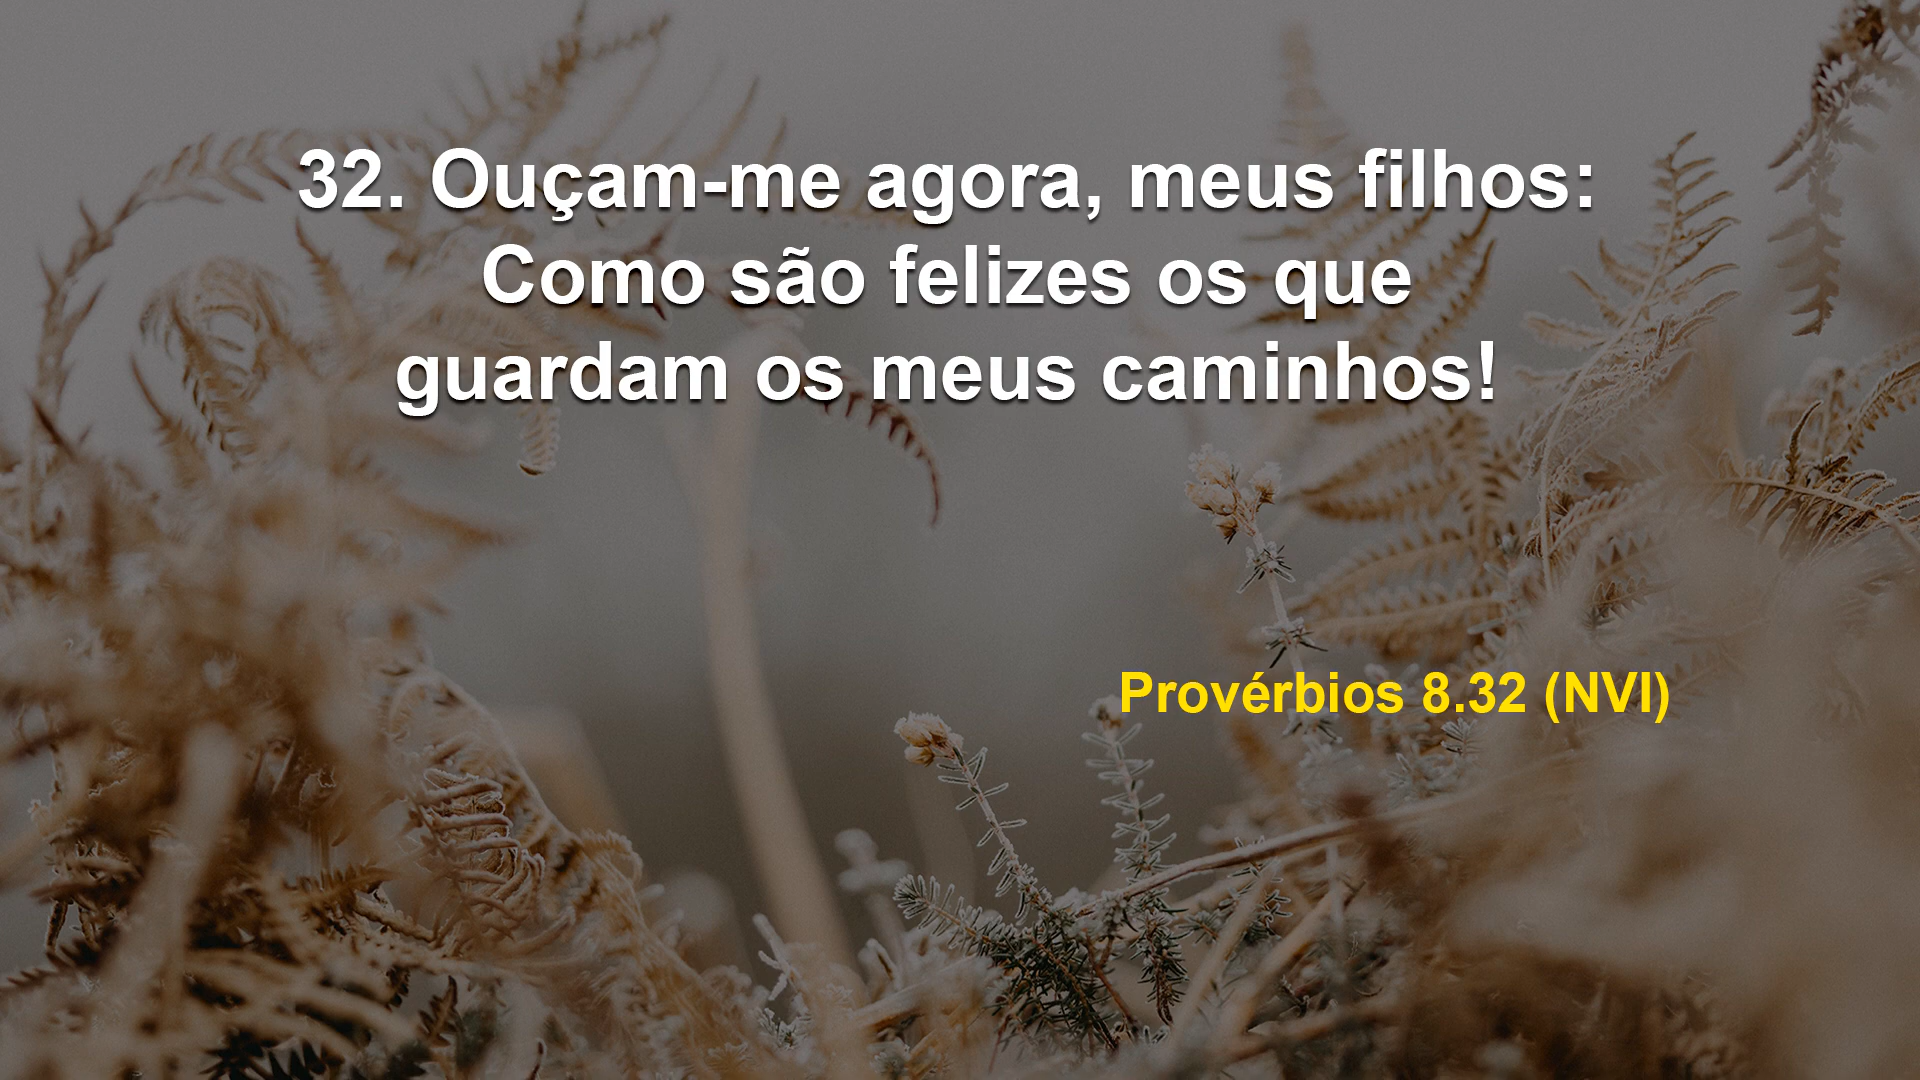 32. Ouçam-me agora, meus filhos:
Como são felizes os que
guardam os meus caminhos!
Provérbios 8.32 (NVI)